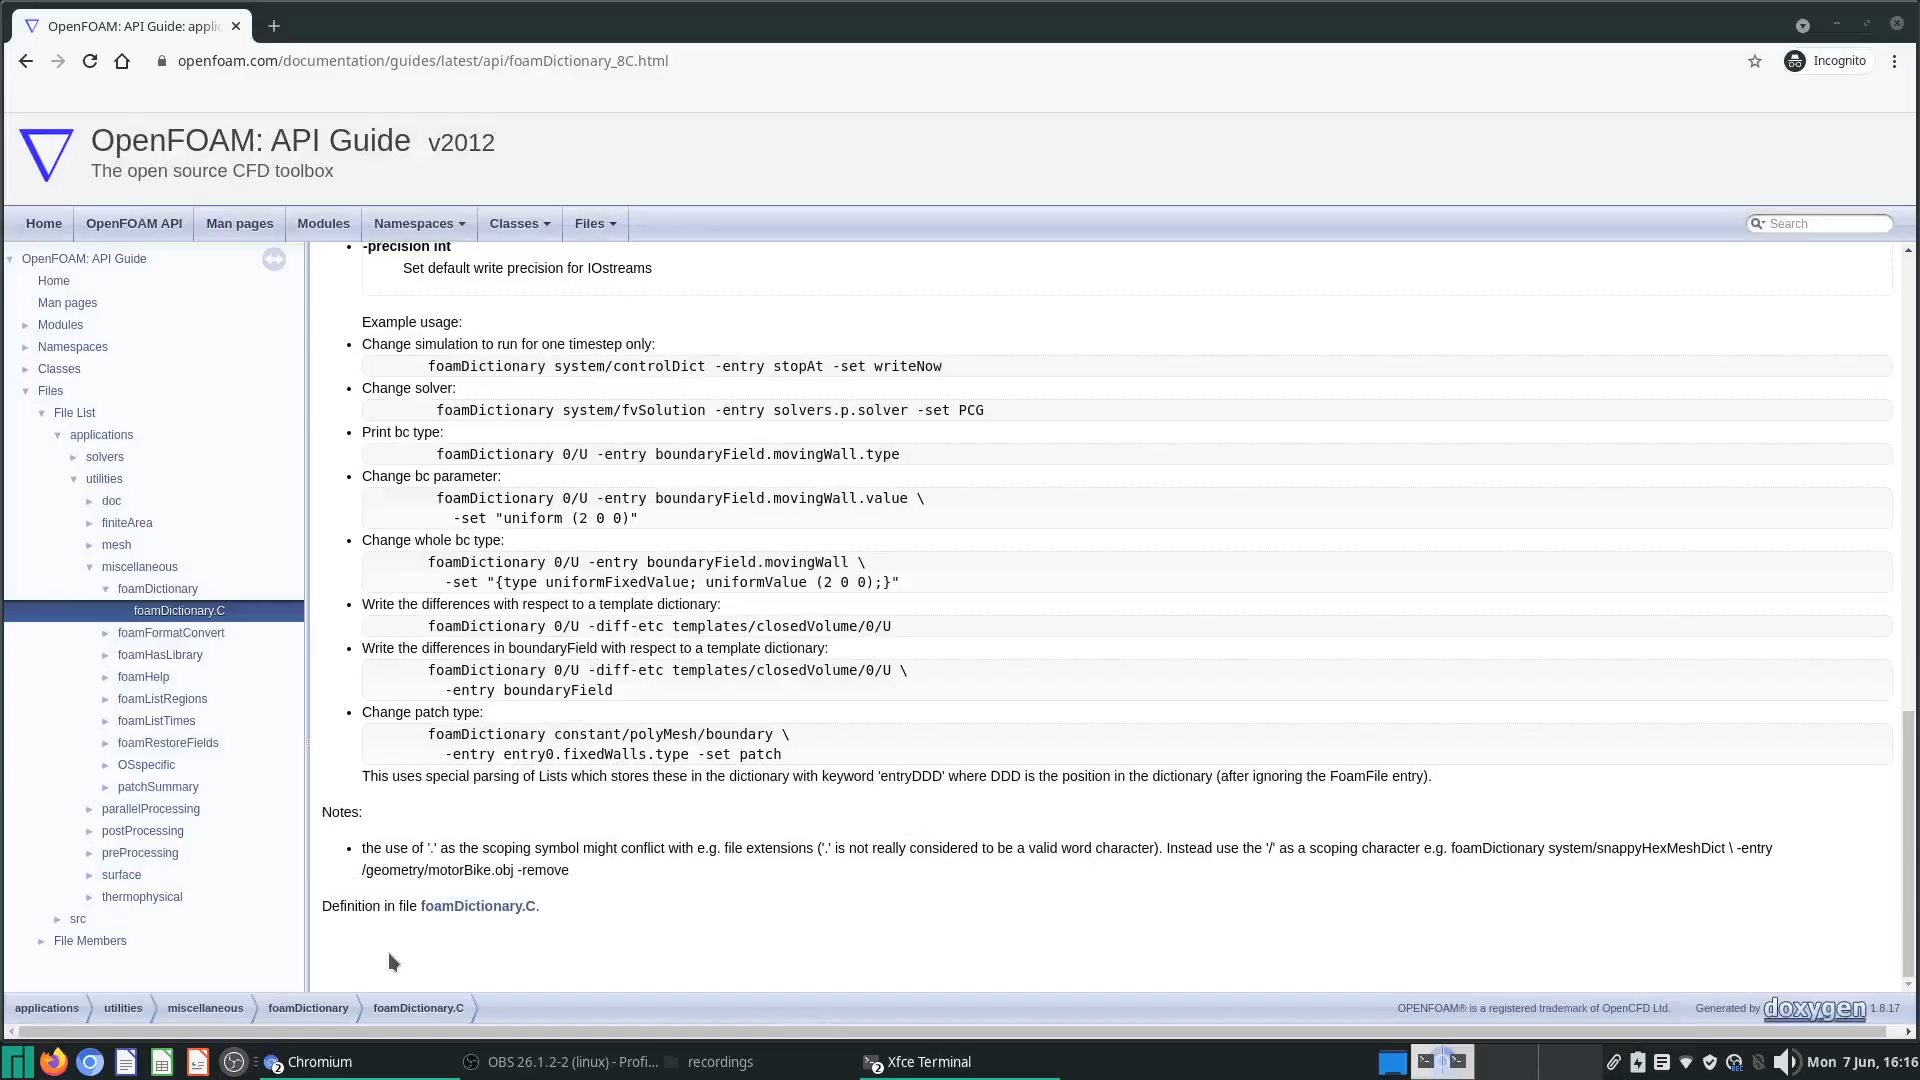 OpenFOAM: API Guide: applic
openfoam.com/documentation/guides/latest/api/foamDictionary_8C.html
Incognito
OpenFOAM: API Guide v2012
The open source CFD toolbox
Home
OpenFOAM API
Man pages
Modules
Namespaces
Classes
Files
Search
OpenFOAM: API Guide
Home
Man pages
Modules
Namespaces
Classes
Files
File List
applications
solvers
utilities
doc
finiteArea
mesh
miscellaneous
foamDictionary
foamDictionary.C
foamFormatConvert
foamHasLibrary
foamHelp
foamListRegions
foamListTimes
foamRestoreFields
OSspecific
patchSummary
parallelProcessing
postProcessing
preProcessing
surface
thermophysical
src
File Members
-precision int
Set default write precision for IOstreams
Example usage:
Change simulation to run for one timestep only:
foamDictionary system/controlDict -entry stopAt -set writeNow
Change solver:
foamDictionary system/fvSolution -entry solvers.p.solver -set PCG
Print bc type:
foamDictionary 0/U -entry boundaryField.movingWall.type
Change bc parameter:
foamDictionary 0/U -entry boundaryField.movingWall.value \
-set "uniform (2 0 0)"
Change whole bc type:
foamDictionary 0/U -entry boundaryField.movingWall \
-set "{type uniformFixedValue; uniformValue (2 0 0);}"
Write the differences with respect to a template dictionary:
foamDictionary 0/U -diff-etc templates/closedVolume/0/U
Write the differences in boundaryField with respect to a template dictionary:
foamDictionary 0/U -diff-etc templates/closedVolume/0/U \
-entry boundaryField
Change patch type:
foamDictionary constant/polyMesh/boundary \
-entry entry0.fixedWalls.type -set patch
This uses special parsing of Lists which stores these in the dictionary with keyword 'entryDDD' where DDD is the position in the dictionary (after ignoring the FoamFile entry).
Notes:
the use of '.' as the scoping symbol might conflict with e.g. file extensions ('.' is not really considered to be a valid word character). Instead use the '/' as a scoping character e.g. foamDictionary system/snappyHexMeshDict \ -entry
/geometry/motorBike.obj -remove
Definition in file foamDictionary.C.
applications
utilities
miscellaneous
foamDictionary
foamDictionary.C
OPENFOAM® is a registered trademark of OpenCFD Ltd.
Generated by doxygen 1.8.17
2 Chromium
OBS 26.1.2-2 (linux) - Profi...
recordings
2 Xfce Terminal
REC
Mon 7 Jun, 16:16